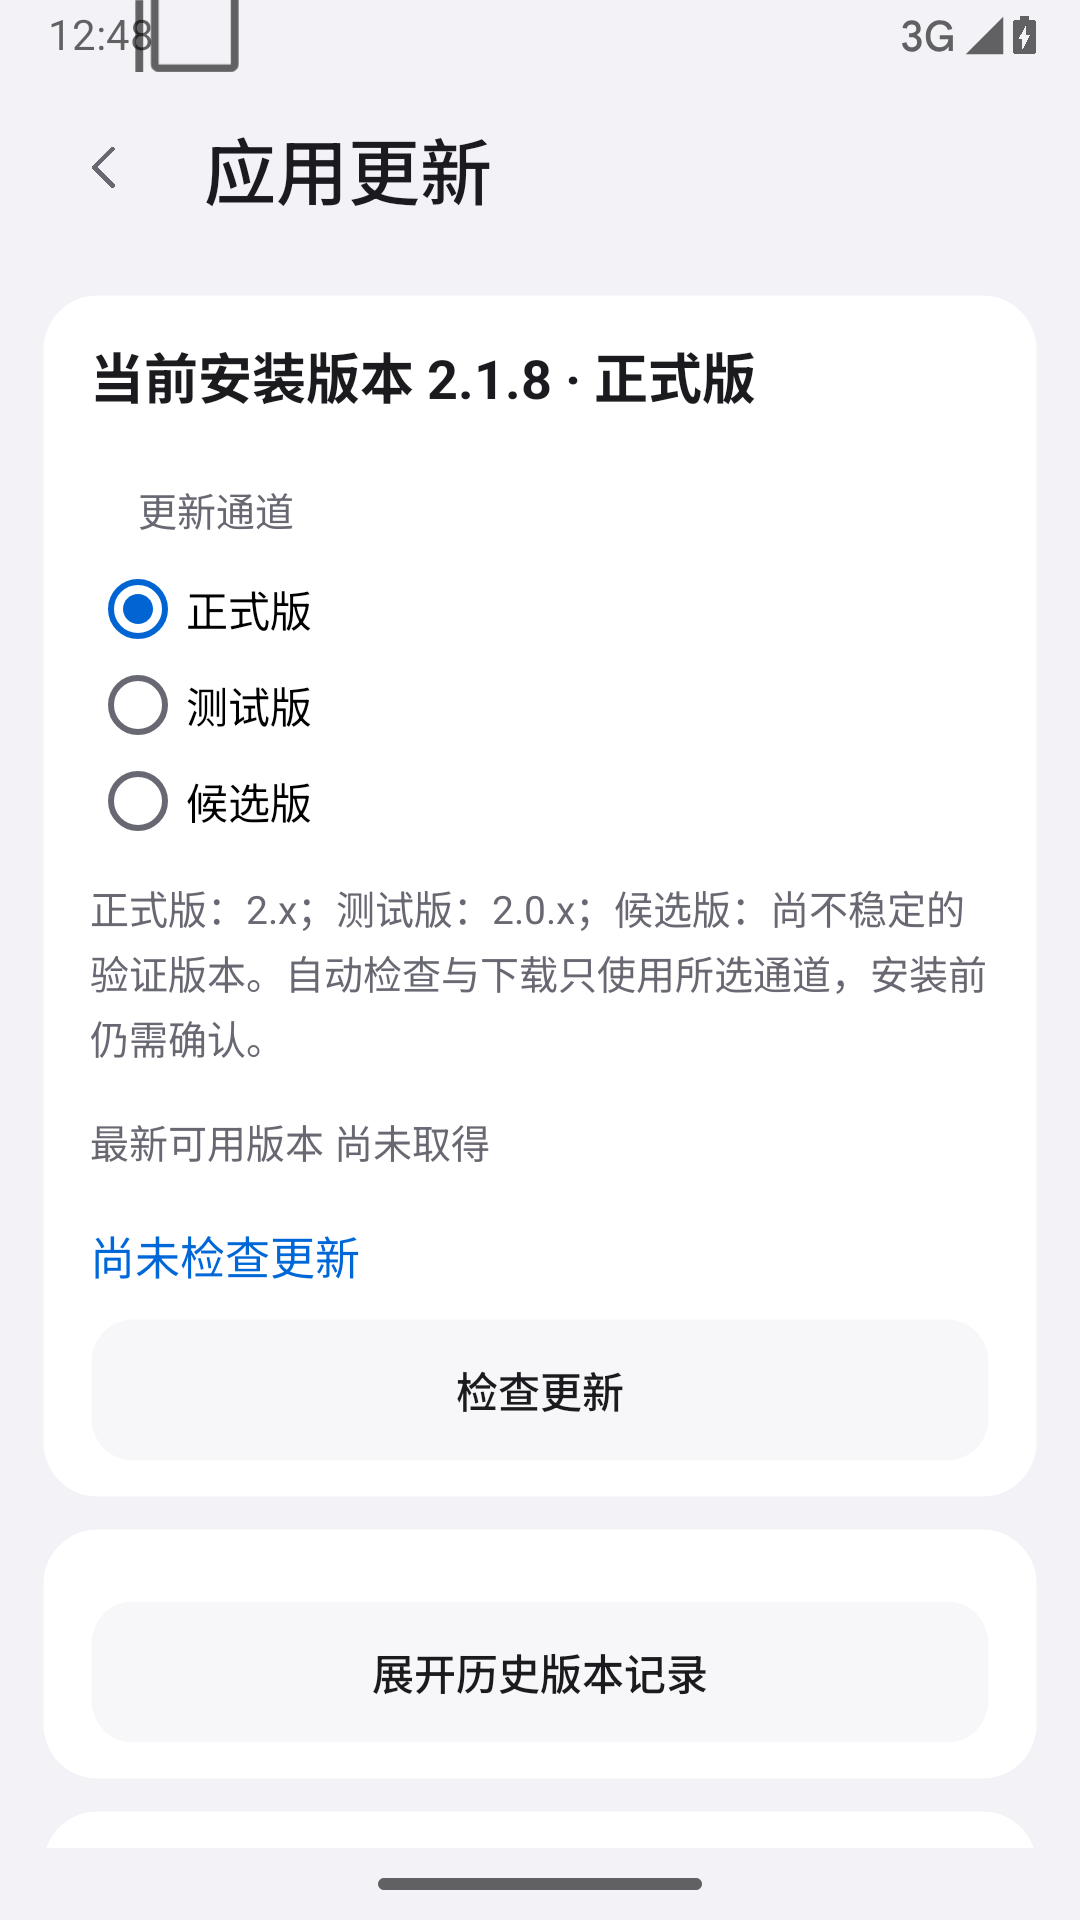 12:48
3G
应用更新
当前安装版本 2.1.8 · 正式版
更新通道
正式版
测试版
候选版
正式版：2.x；测试版：2.0.x；候选版：尚不稳定的
验证版本。自动检查与下载只使用所选通道，安装前
仍需确认。
最新可用版本 尚未取得
尚未检查更新
检查更新
展开历史版本记录